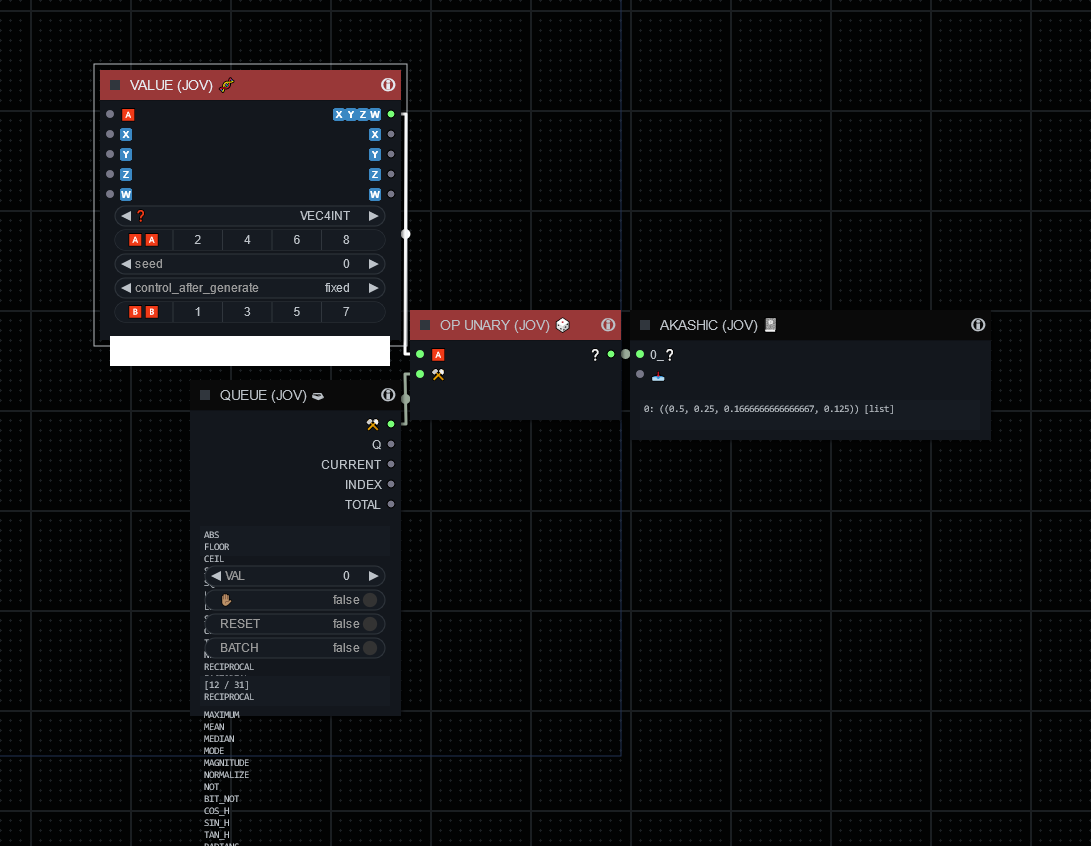 VALUE (JOV)
A X Y Z W
X X
Y Y
Z Z
W W
❓ VEC4INT
A A 2 4 6 8
seed 0
control_after_generate fixed
B B 1 3 5 7
OP UNARY (JOV)
A ?
AKASHIC (JOV)
0_?
0: ((0.5, 0.25, 0.1666666666666667, 0.125)) [list]
QUEUE (JOV)
Q
CURRENT
INDEX
TOTAL
ABS
FLOOR
CEIL
VAL 0
false
RESET false
BATCH false
RECIPROCAL
[12 / 31]
RECIPROCAL
MAXIMUM
MEAN
MEDIAN
MODE
MAGNITUDE
NORMALIZE
NOT
BIT_NOT
COS_H
SIN_H
TAN_H